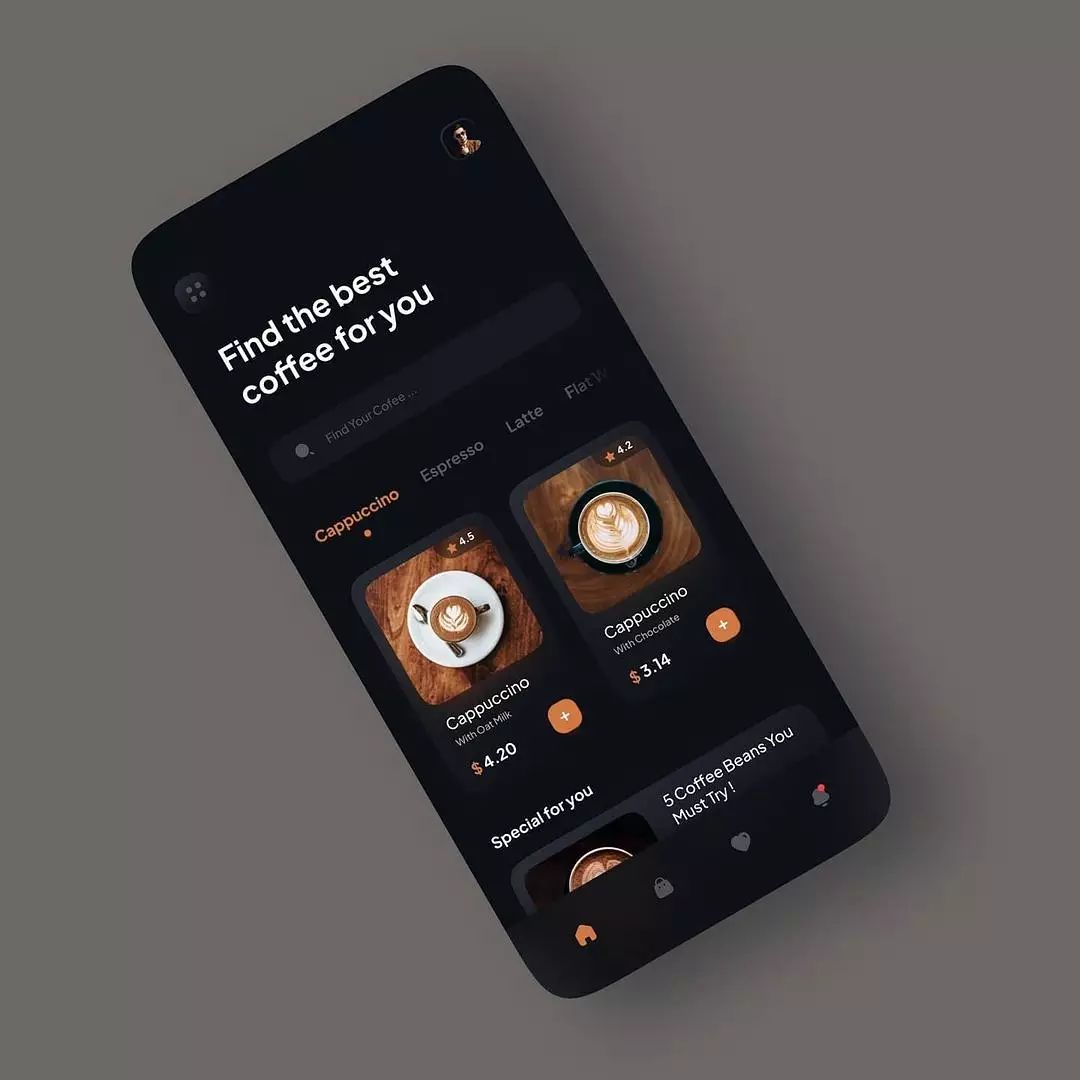 Find the best
coffee for you
Find Your Cofee ...
Cappuccino
Espresso
Latte
Flat W
4.5
Cappuccino
With Oat Milk
$ 4.20
4.2
Cappuccino
With Chocolate
$ 3.14
Special for you
5 Coffee Beans You
Must Try !